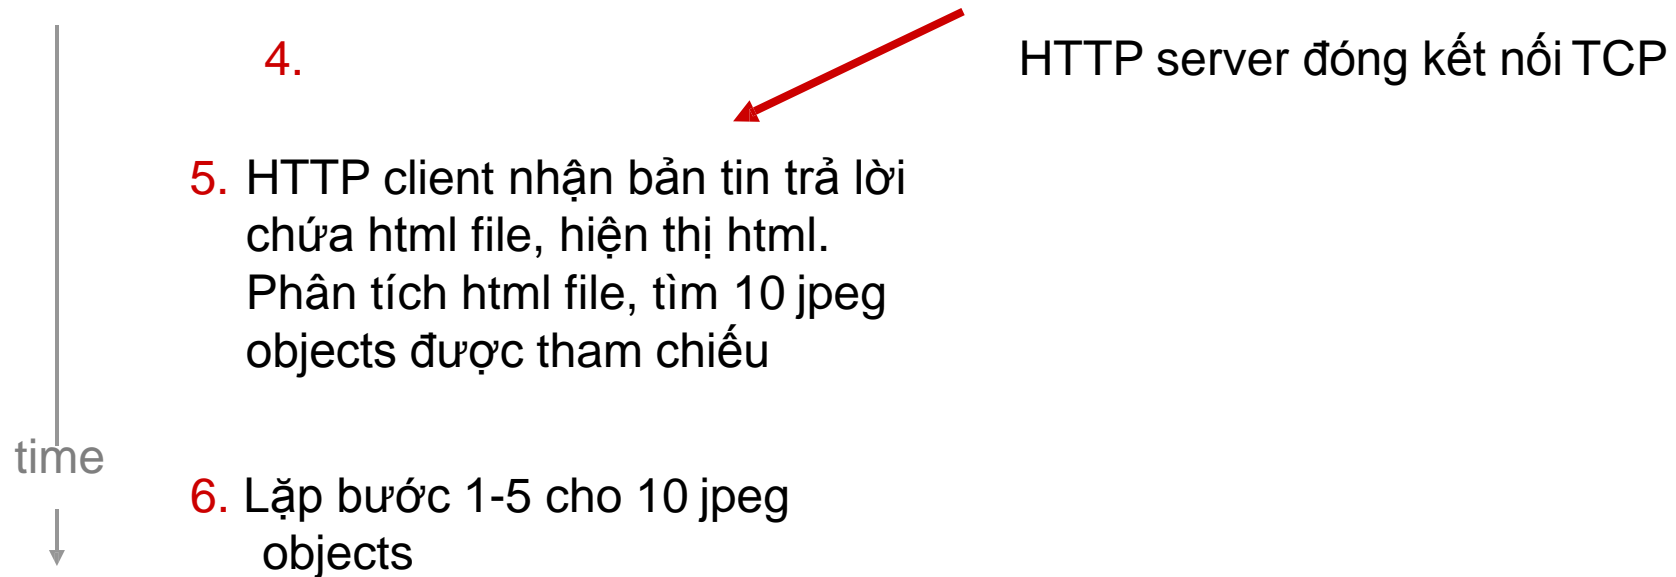 4. HTTP server đóng kết nối TCP
5. HTTP client nhận bản tin trả lời
chứa html file, hiện thị html.
Phân tích html file, tìm 10 jpeg
objects được tham chiếu
time
6. Lặp bước 1-5 cho 10 jpeg
objects